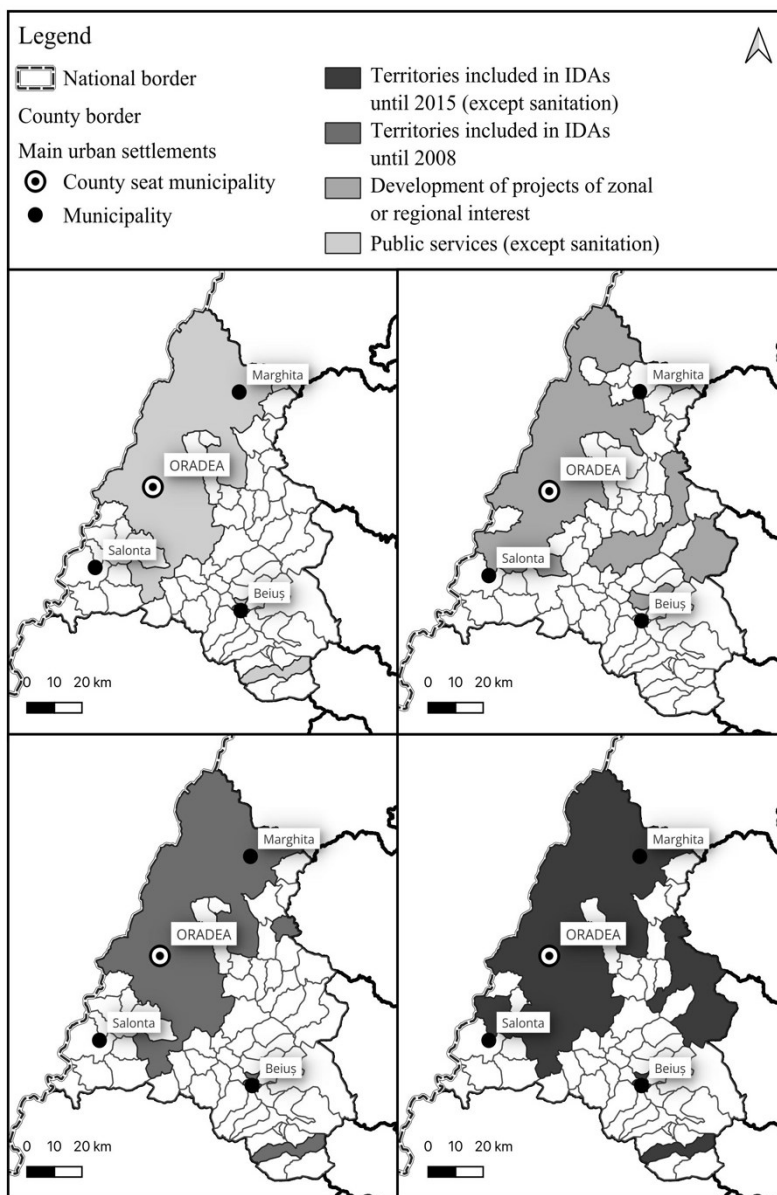 Legend
National border
County border
Main urban settlements
County seat municipality
Municipality
Territories included in IDAs
until 2015 (except sanitation)
Territories included in IDAs
until 2008
Development of projects of zonal
or regional interest
Public services (except sanitation)
Marghita
ORADEA
Salonta
Beiuș
0 10 20 km
Marghita
ORADEA
Salonta
Beiuș
0 10 20 km
Marghita
ORADEA
Salonta
Beiuș
0 10 20 km
Marghita
ORADEA
Salonta
Beiuș
0 10 20 km